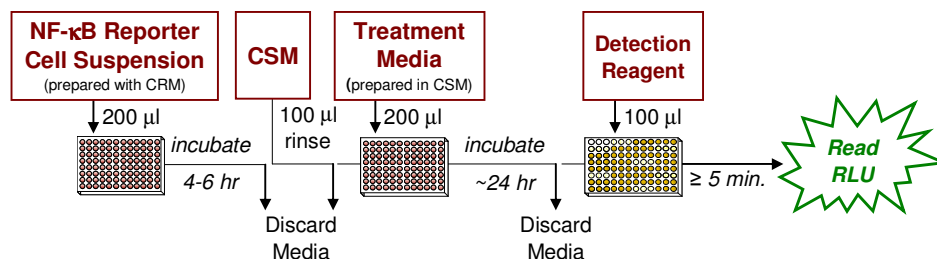 NF-κB Reporter
Cell Suspension
(prepared with CRM)
200 µl
incubate
4-6 hr
CSM
100 µl
rinse
Discard
Media
Treatment
Media
(prepared in CSM)
200 µl
incubate
~24 hr
Discard
Media
Detection
Reagent
100 µl
≥ 5 min.
Read
RLU